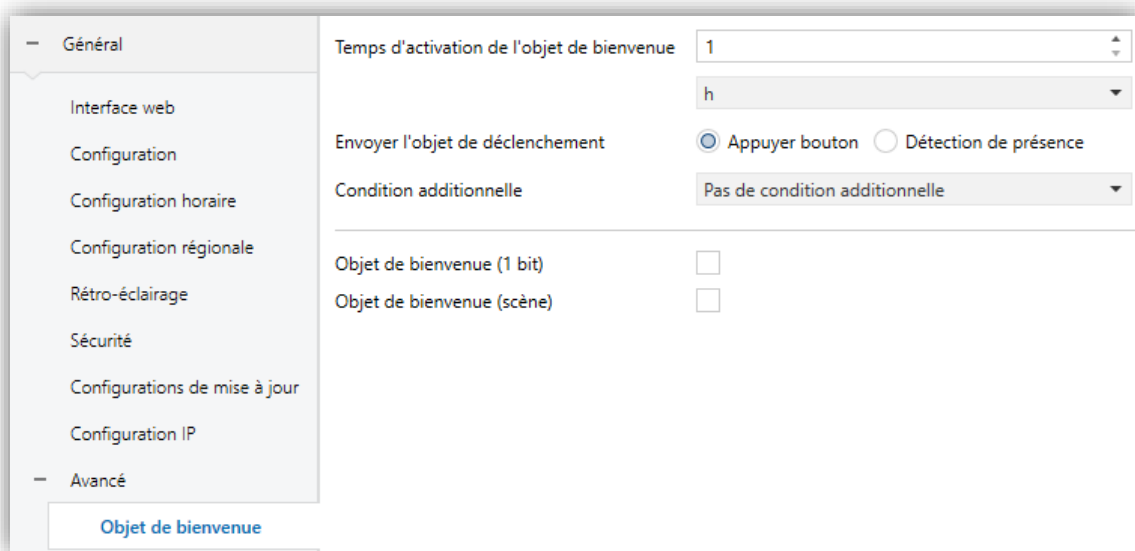 Général
Interface web
Configuration
Configuration horaire
Configuration régionale
Rétro-éclairage
Sécurité
Configurations de mise à jour
Configuration IP
Avancé
Objet de bienvenue
Temps d'activation de l'objet de bienvenue 1
h
Envoyer l'objet de déclenchement Appuyer bouton Détection de présence
Condition additionnelle Pas de condition additionnelle
Objet de bienvenue (1 bit)
Objet de bienvenue (scène)